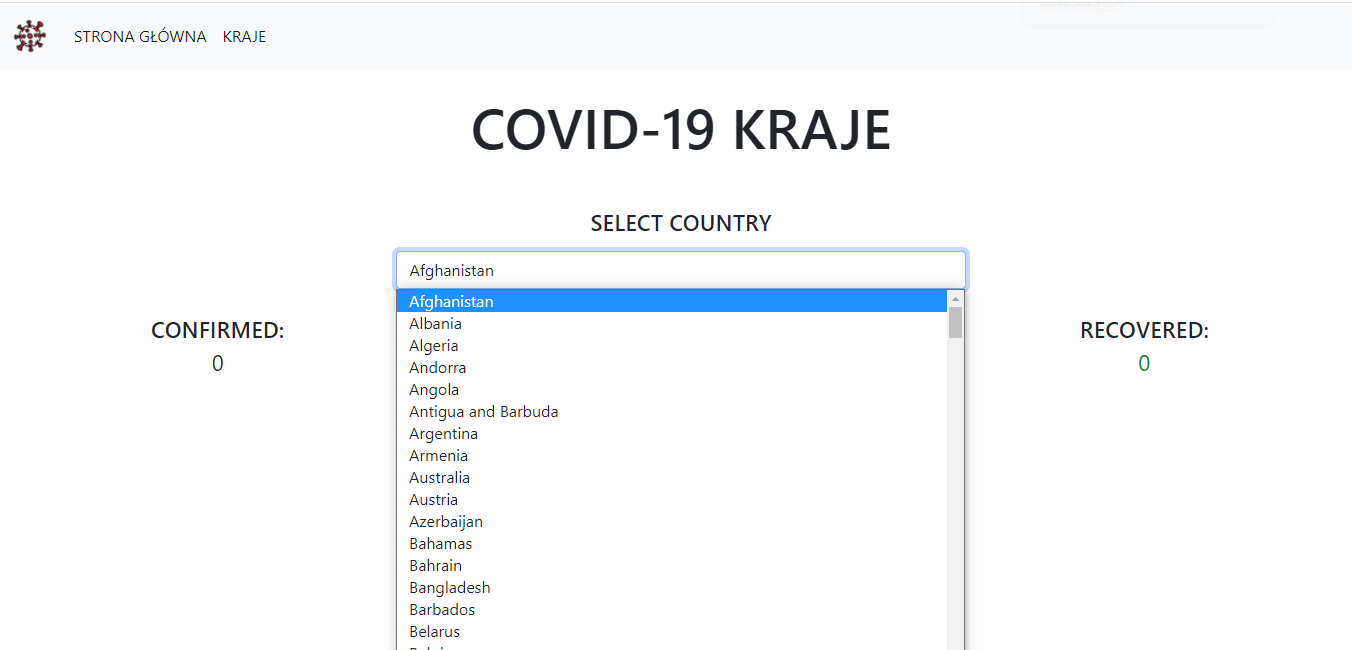 STRONA GŁÓWNA KRAJE
COVID-19 KRAJE
SELECT COUNTRY
Afghanistan
Afghanistan
Albania
Algeria
Andorra
Angola
Antigua and Barbuda
Argentina
Armenia
Australia
Austria
Azerbaijan
Bahamas
Bahrain
Bangladesh
Barbados
Belarus
CONFIRMED:
0
RECOVERED:
0